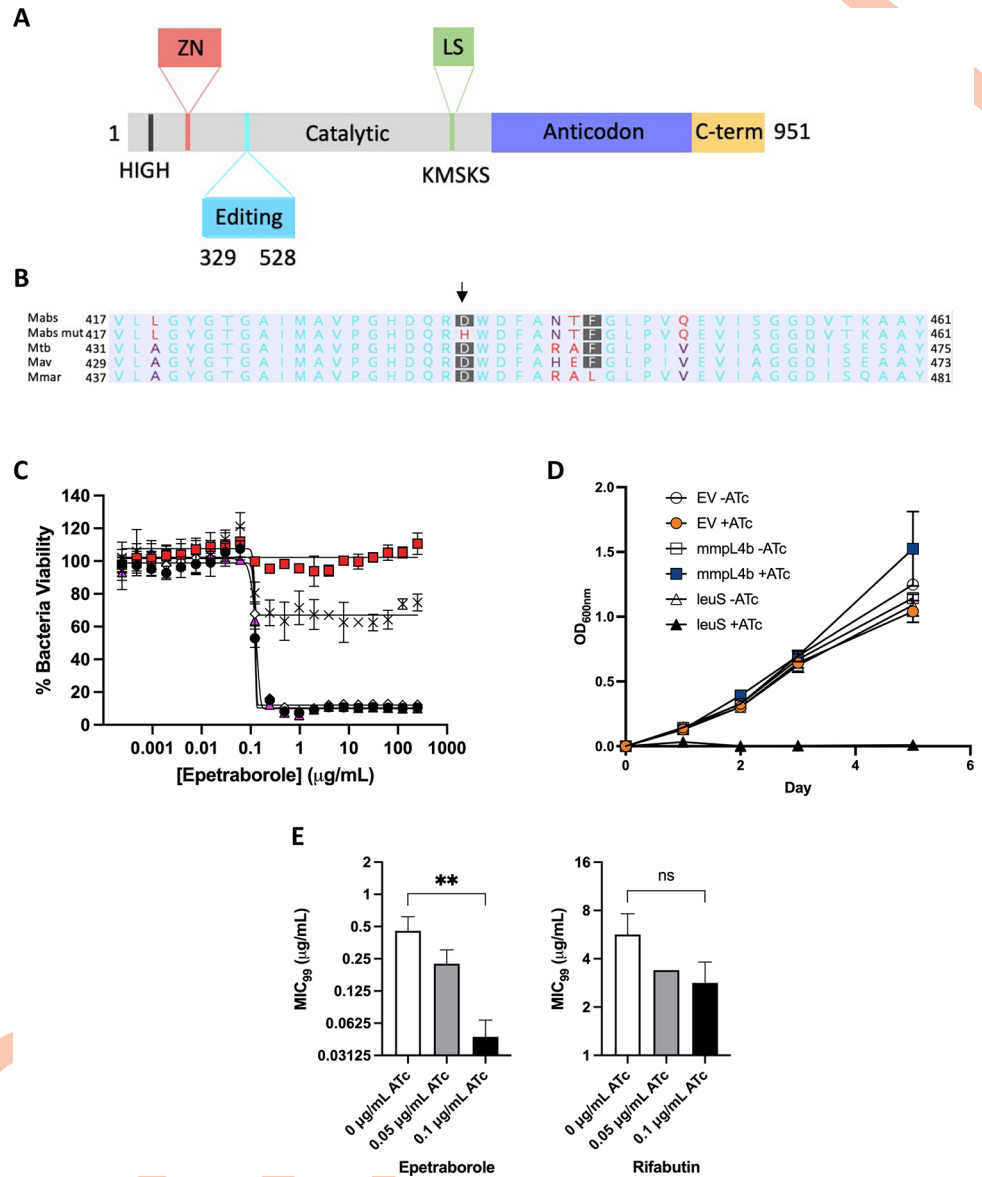 A
ZN
LS
1
Catalytic
Anticodon
C-term
951
HIGH
KMSKS
Editing
329 528
B
Mabs 417 V L L G Y G T G A I M A V P G H D Q R D W D F A N T F G L P V Q E V I S G G D V T K A A Y 461
Mabs mut 417 V L L G Y G T G A I M A V P G H D Q R H W D F A N T F G L P V Q E V I S G G D V T K A A Y 461
Mtb 431 V L A G Y G T G A I M A V P G H D Q R D W D F A R A F G L P I V E V I A G G N I S E S A Y 475
Mav 429 V L A G Y G T G A I M A V P G H D Q R D W D F A H E F G L P I V E V I A G G D I S E A A Y 473
Mmar 437 V L A G Y G T G A I M A V P G H D Q R D W D F A R A L G L P I V E V I A G G D I S Q A A Y 481
C
% Bacteria Viability
140
120
100
80
60
40
20
0
0.001 0.01 0.1 1 10 100 1000
[Epetraborole] (μg/mL)
D
OD600nm
2.0
1.5
1.0
0.5
0.0
0 2 4 6
Day
EV -ATc
EV +ATc
mmpL4b -ATc
mmpL4b +ATc
leuS -ATc
leuS +ATc
E
MIC99 (μg/mL)
2
1
0.5
0.25
0.125
0.0625
0.03125
**
0 μg/mL ATc
0.05 μg/mL ATc
0.1 μg/mL ATc
Epetraborole
MIC99 (μg/mL)
16
8
4
2
1
ns
0 μg/mL ATc
0.05 μg/mL ATc
0.1 μg/mL ATc
Rifabutin